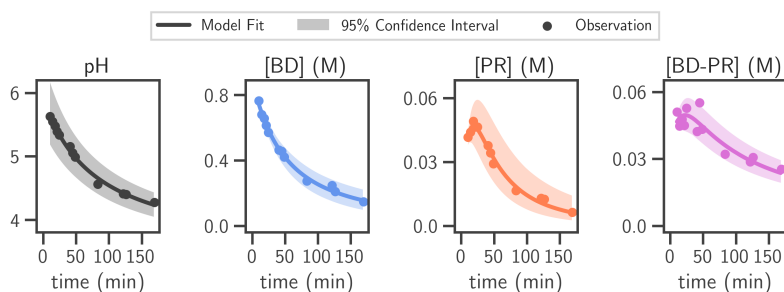 Model Fit 95% Confidence Interval Observation
pH [BD] (M) [PR] (M) [BD-PR] (M)
6 0.8 0.06 0.06
5 0.4 0.03 0.03
4 0.0 0.0 0.0
0 50 100 150 0 50 100 150 0 50 100 150 0 50 100 150
time (min) time (min) time (min) time (min)